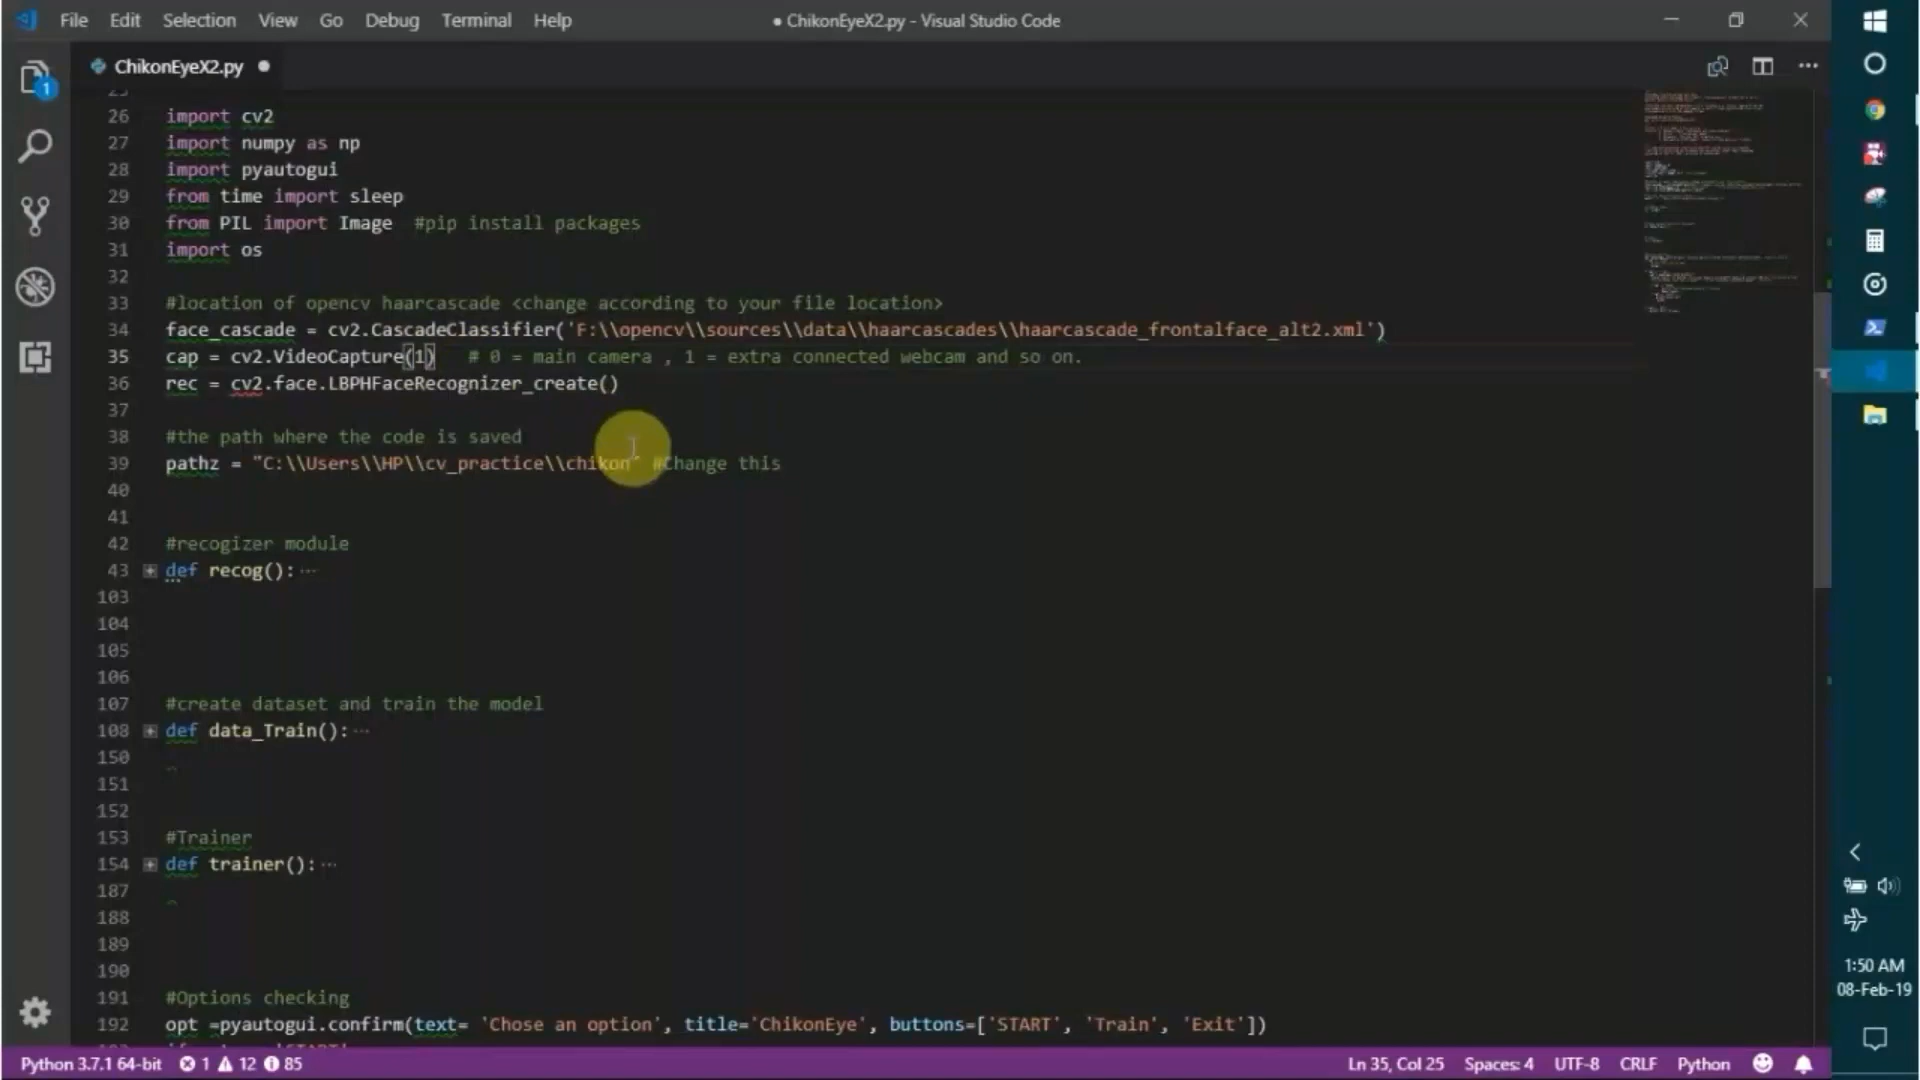 File Edit Selection View Go Debug Terminal Help
● ChikonEyeX2.py - Visual Studio Code
ChikonEyeX2.py ●
1
25
26 import cv2
27 import numpy as np
28 import pyautogui
29 from time import sleep
30 from PIL import Image #pip install packages
31 import os
32
33 #location of opencv haarcascade <change according to your file location>
34 face_cascade = cv2.CascadeClassifier('F:\\opencv\\sources\\data\\haarcascades\\haarcascade_frontalface_alt2.xml')
35 cap = cv2.VideoCapture(1) # 0 = main camera , 1 = extra connected webcam and so on.
36 rec = cv2.face.LBPHFaceRecognizer_create()
37
38 #the path where the code is saved
39 pathz = "C:\\Users\\HP\\cv_practice\\chikon" #Change this
40
41
42 #recogizer module
43 def recog():
103
104
105
106
107 #create dataset and train the model
108 def data_Train():
150
151
152
153 #Trainer
154 def trainer():
187
188
189
190
191 #Options checking
192 opt =pyautogui.confirm(text= 'Chose an option', title='ChikonEye', buttons=['START', 'Train', 'Exit'])
1:50 AM
08-Feb-19
Python 3.7.1 64-bit 1 12 85
Ln 35, Col 25 Spaces: 4 UTF-8 CRLF Python